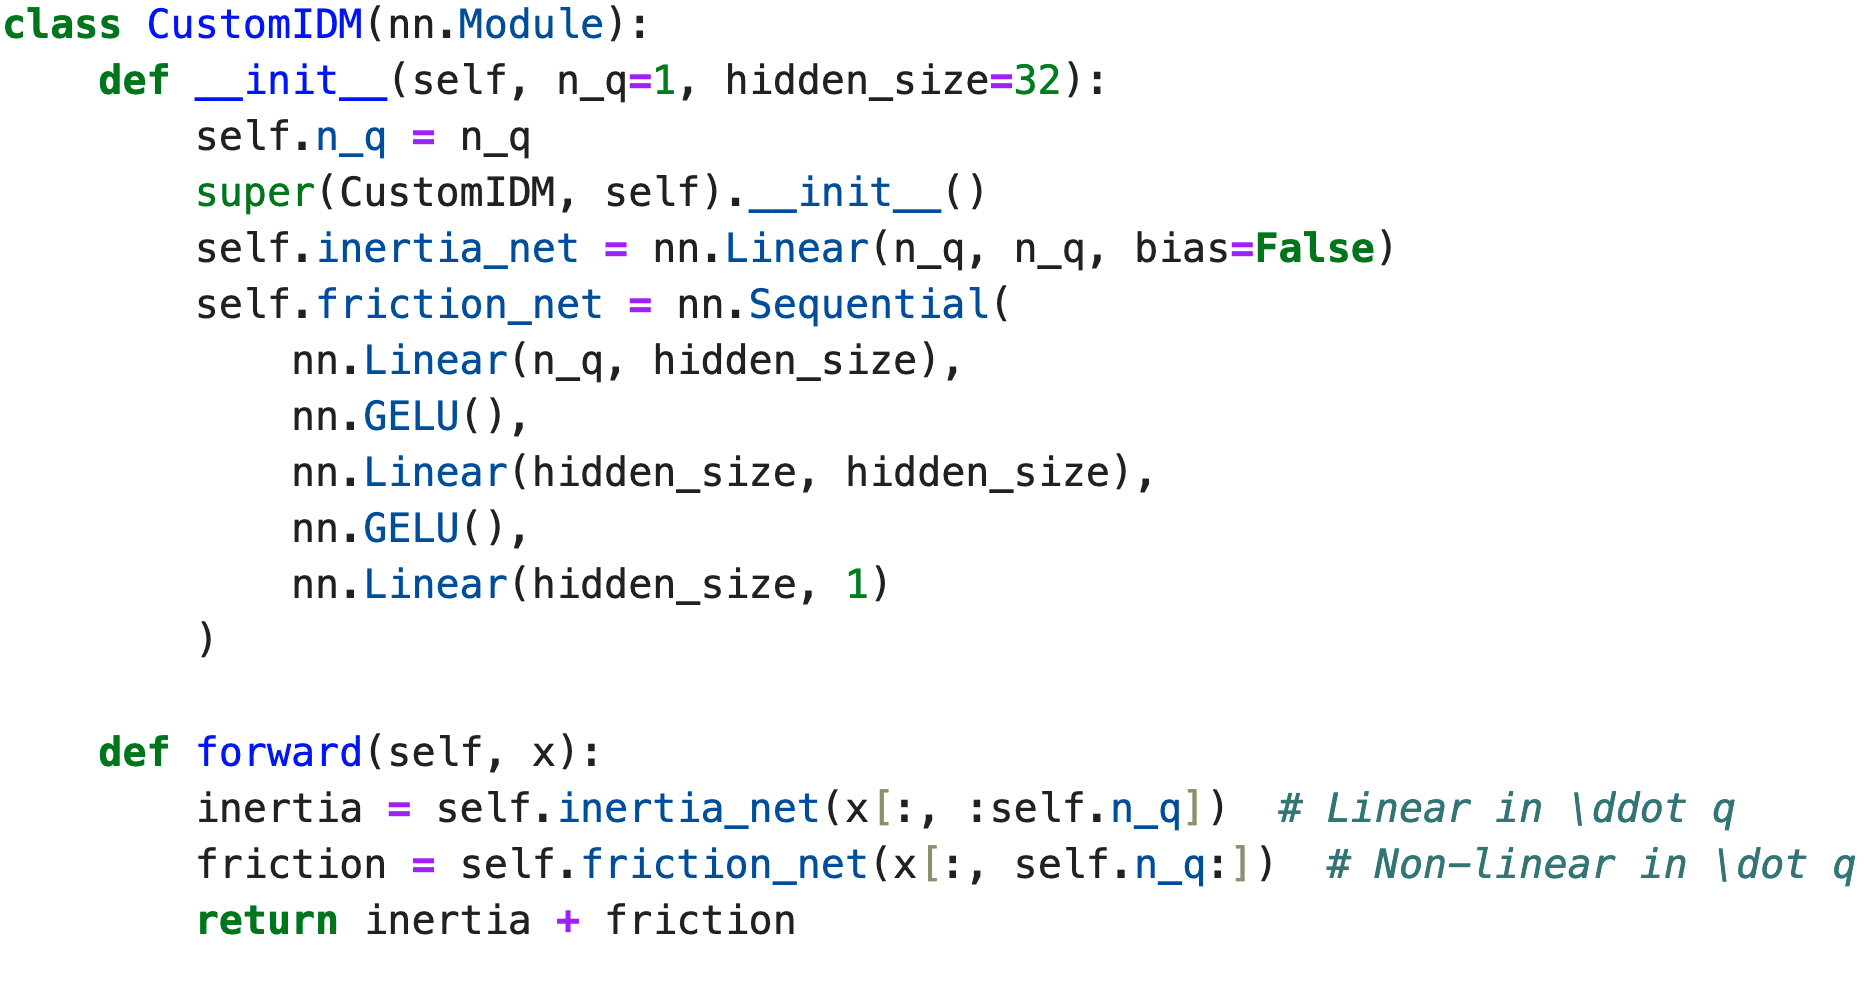 class CustomIDM(nn.Module):
    def __init__(self, n_q=1, hidden_size=32):
        self.n_q = n_q
        super(CustomIDM, self).__init__()
        self.inertia_net = nn.Linear(n_q, n_q, bias=False)
        self.friction_net = nn.Sequential(
            nn.Linear(n_q, hidden_size),
            nn.GELU(),
            nn.Linear(hidden_size, hidden_size),
            nn.GELU(),
            nn.Linear(hidden_size, 1)
        )

    def forward(self, x):
        inertia = self.inertia_net(x[:, :self.n_q])  # Linear in \ddot q
        friction = self.friction_net(x[:, self.n_q:])  # Non-linear in \dot q
        return inertia + friction